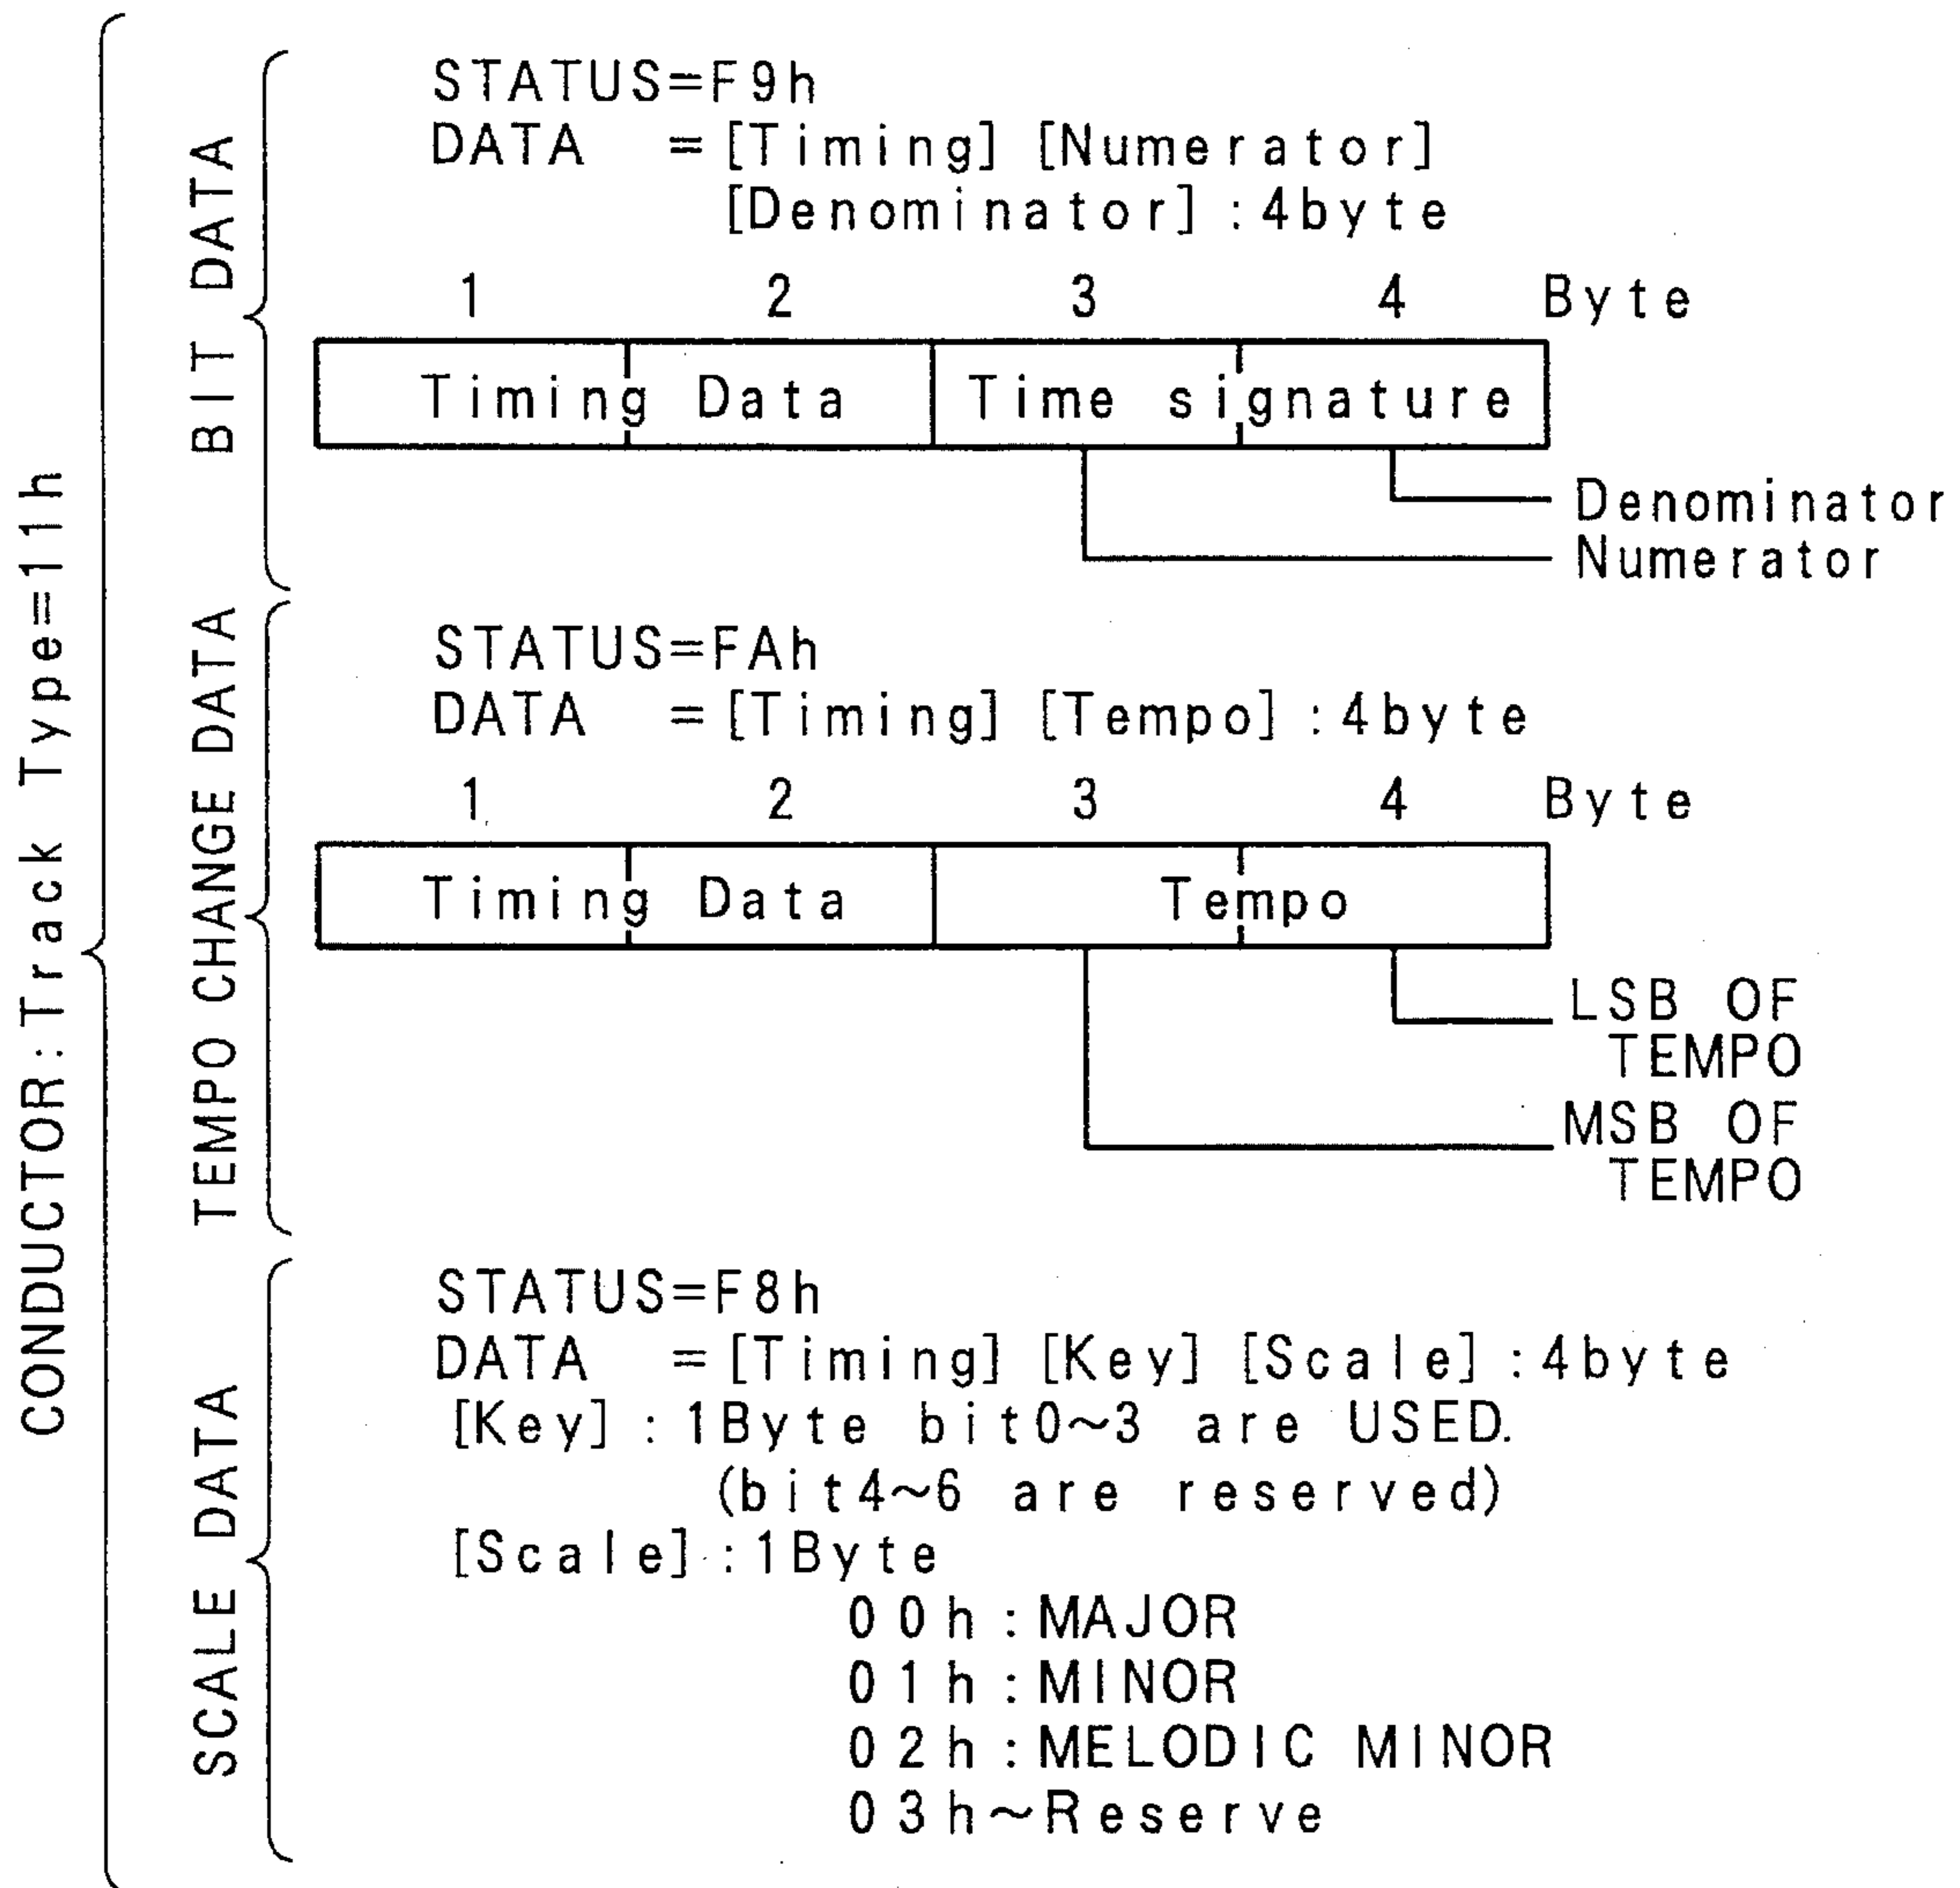 CONDUCTOR:Track Type=11h
BIT DATA
STATUS=F9h
DATA =[Timing] [Numerator]
[Denominator]:4byte
1 2 3 4 Byte
Timing Data Time signature
Denominator
Numerator
TEMPO CHANGE DATA
STATUS=FAh
DATA =[Timing] [Tempo]:4byte
1 2 3 4 Byte
Timing Data Tempo
LSB OF
TEMPO
MSB OF
TEMPO
SCALE DATA
STATUS=F8h
DATA =[Timing] [Key] [Scale]:4byte
[Key]:1Byte bit0~3 are USED.
(bit4~6 are reserved)
[Scale]:1Byte
00h:MAJOR
01h:MINOR
02h:MELODIC MINOR
03h~Reserve